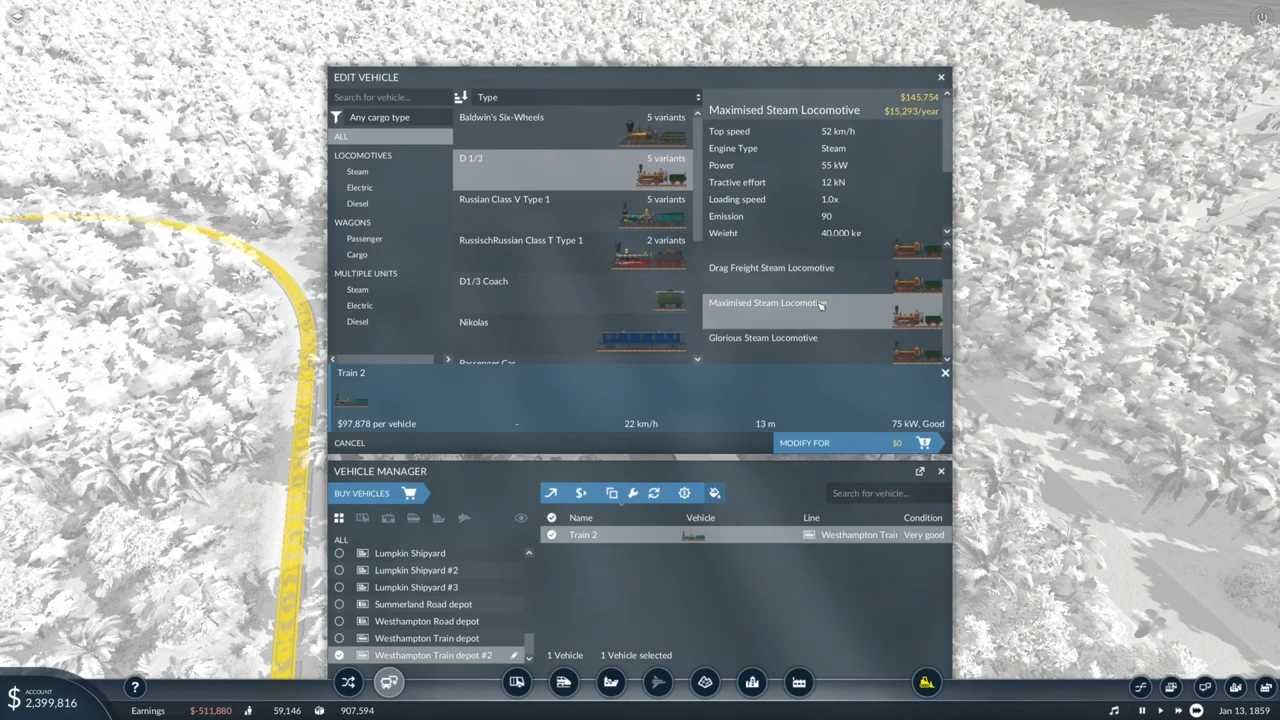 EDIT VEHICLE
Search for vehicle...
Type
Any cargo type
ALL
LOCOMOTIVES
Steam
Electric
Diesel
WAGONS
Passenger
Cargo
MULTIPLE UNITS
Steam
Electric
Diesel
Baldwin's Six-Wheels 5 variants
D 1/3 5 variants
Russian Class V Type 1 5 variants
RussischRussian Class T Type 1 2 variants
D1/3 Coach
Nikolas
Passenger Car
$145,754
Maximised Steam Locomotive $15,293/year
Top speed 52 km/h
Engine Type Steam
Power 55 kW
Tractive effort 12 kN
Loading speed 1.0x
Emission 90
Weight 40,000 kg
Drag Freight Steam Locomotive
Maximised Steam Locomotive
Glorious Steam Locomotive
Train 2
$97,878 per vehicle - 22 km/h 13 m 75 kW, Good
CANCEL MODIFY FOR $0
VEHICLE MANAGER
BUY VEHICLES
Search for vehicle...
ALL
Lumpkin Shipyard
Lumpkin Shipyard #2
Lumpkin Shipyard #3
Summerland Road depot
Westhampton Road depot
Westhampton Train depot
Westhampton Train depot #2
Name Vehicle Line Condition
Train 2 Westhampton Trai Very good
1 Vehicle 1 Vehicle selected
$ ACCOUNT
2,399,816
?
Earnings $-511,880 59,146 907,594
Jan 13, 1859